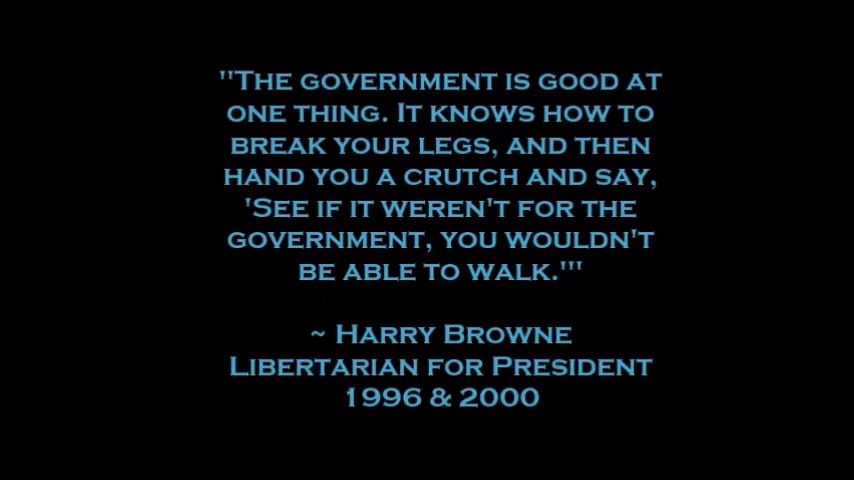 "The government is good at
one thing. It knows how to
break your legs, and then
hand you a crutch and say,
'See if it weren't for the
government, you wouldn't
be able to walk.'"
~ Harry Browne
Libertarian for President
1996 & 2000